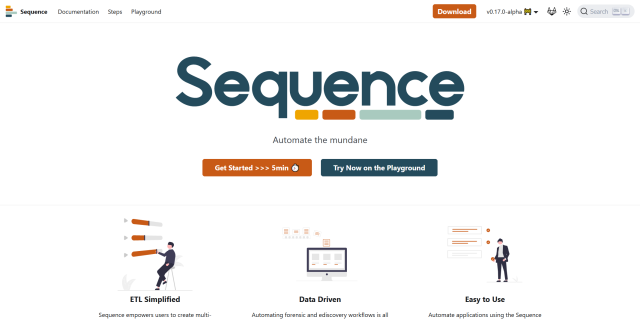 Sequence Documentation Steps Playground Download v0.17.0-alpha Search
Sequence
Automate the mundane
Get Started >>> 5min
Try Now on the Playground
ETL Simplified
Data Driven
Easy to Use
Sequence empowers users to create multi-
Automating forensic and ediscovery workflows is all
Automate applications using the Sequence